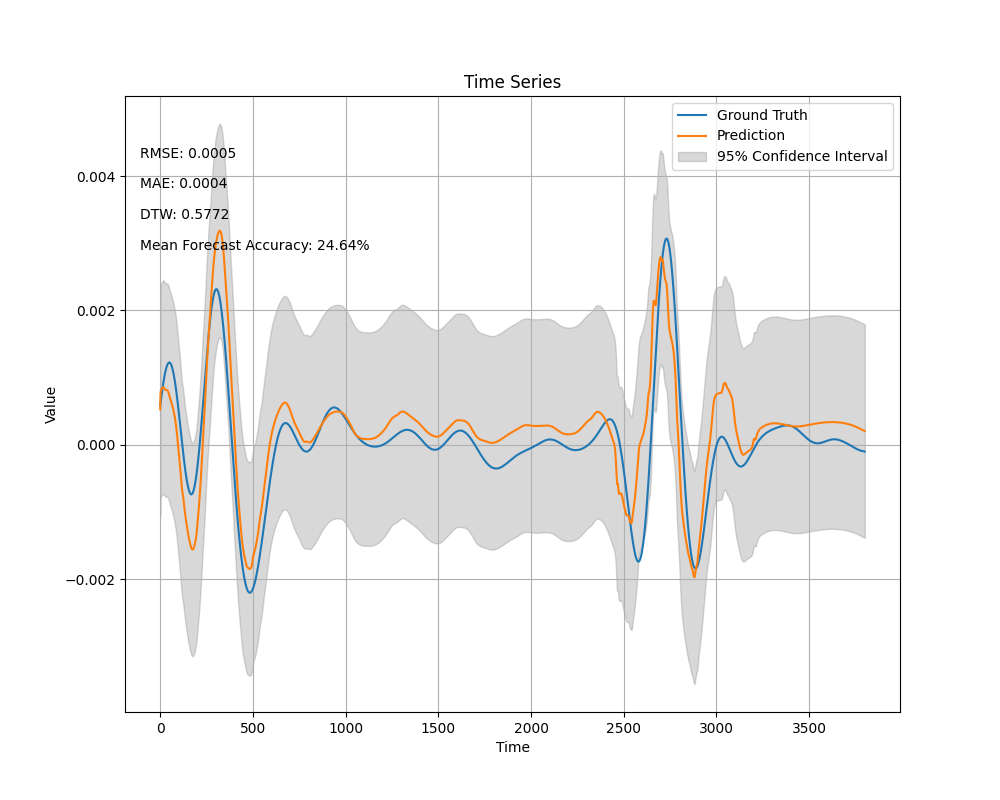 Time Series
Ground Truth
Prediction
95% Confidence Interval
RMSE: 0.0005
MAE: 0.0004
DTW: 0.5772
Mean Forecast Accuracy: 24.64%
0.004
0.002
0.000
−0.002
Value
0 500 1000 1500 2000 2500 3000 3500
Time